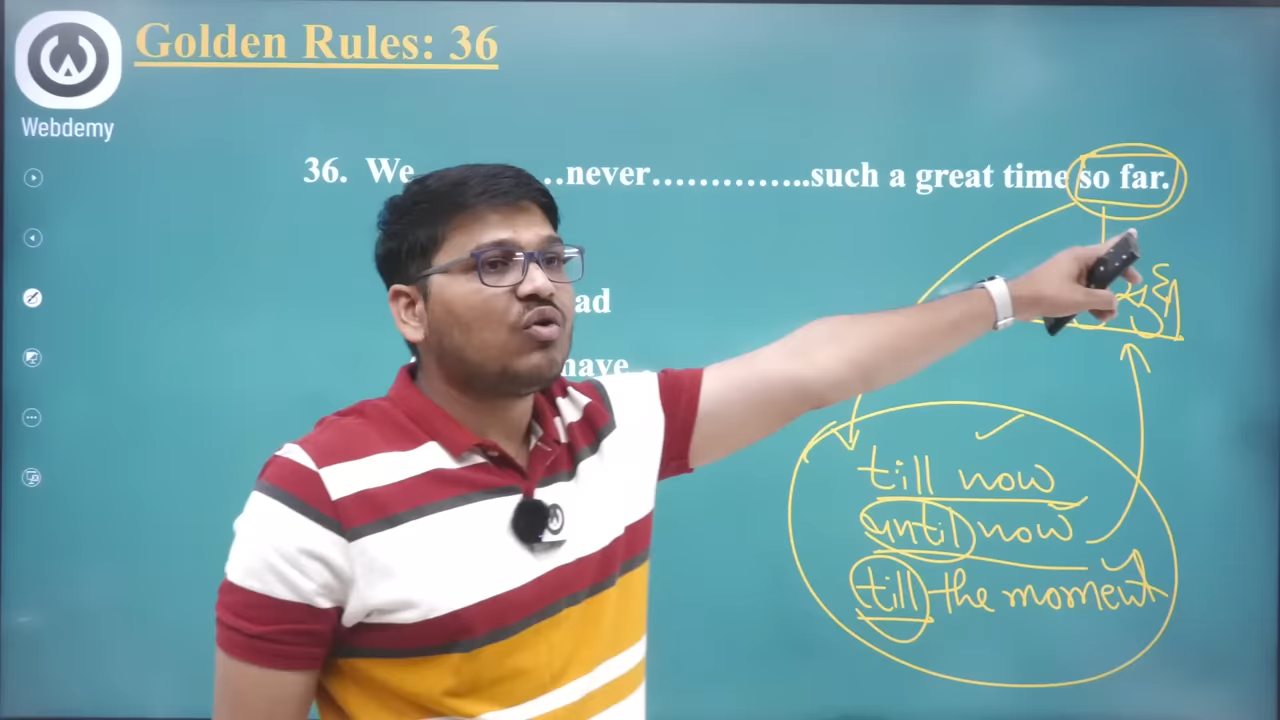 Golden Rules: 36
Webdemy
36. We …never…………..such a great time so far.
ad
have
till now
until now
till the moment